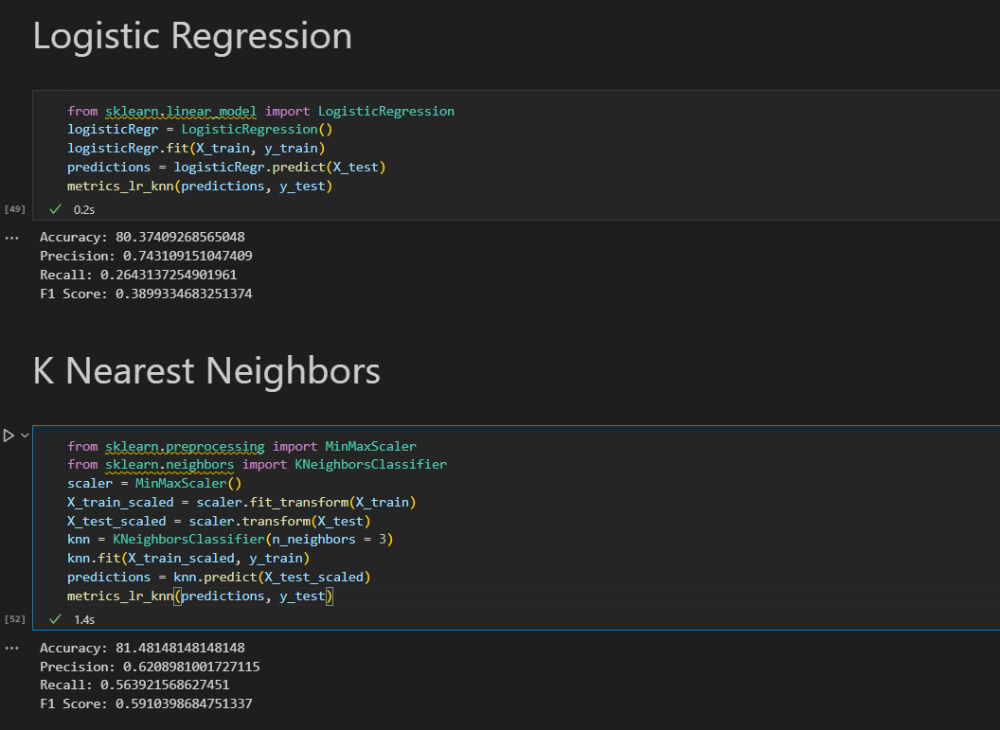 Logistic Regression
from sklearn.linear_model import LogisticRegression
logisticRegr = LogisticRegression()
logisticRegr.fit(X_train, y_train)
predictions = logisticRegr.predict(X_test)
metrics_lr_knn(predictions, y_test)
[49] 0.2s
... Accuracy: 80.37409268565048
Precision: 0.743109151047409
Recall: 0.2643137254901961
F1 Score: 0.3899334683251374
K Nearest Neighbors
from sklearn.preprocessing import MinMaxScaler
from sklearn.neighbors import KNeighborsClassifier
scaler = MinMaxScaler()
X_train_scaled = scaler.fit_transform(X_train)
X_test_scaled = scaler.transform(X_test)
knn = KNeighborsClassifier(n_neighbors = 3)
knn.fit(X_train_scaled, y_train)
predictions = knn.predict(X_test_scaled)
metrics_lr_knn(predictions, y_test)
[52] 1.4s
... Accuracy: 81.48148148148148
Precision: 0.6208981001727115
Recall: 0.563921568627451
F1 Score: 0.5910398684751337